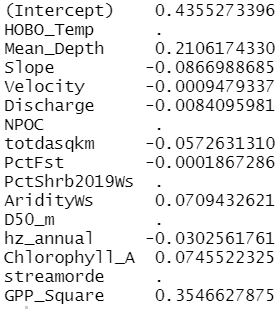 (Intercept) 0.4355273396
HOBO_Temp .
Mean_Depth 0.2106174330
Slope -0.0866988685
Velocity -0.0009479337
Discharge -0.0084095981
NPOC .
totdasqkm -0.0572631310
PctFst -0.0001867286
PctShrb2019Ws .
AridityWs 0.0709432621
D50_m .
hz_annual -0.0302561761
Chlorophyll_A 0.0745522325
streamorde .
GPP_Square 0.3546627875